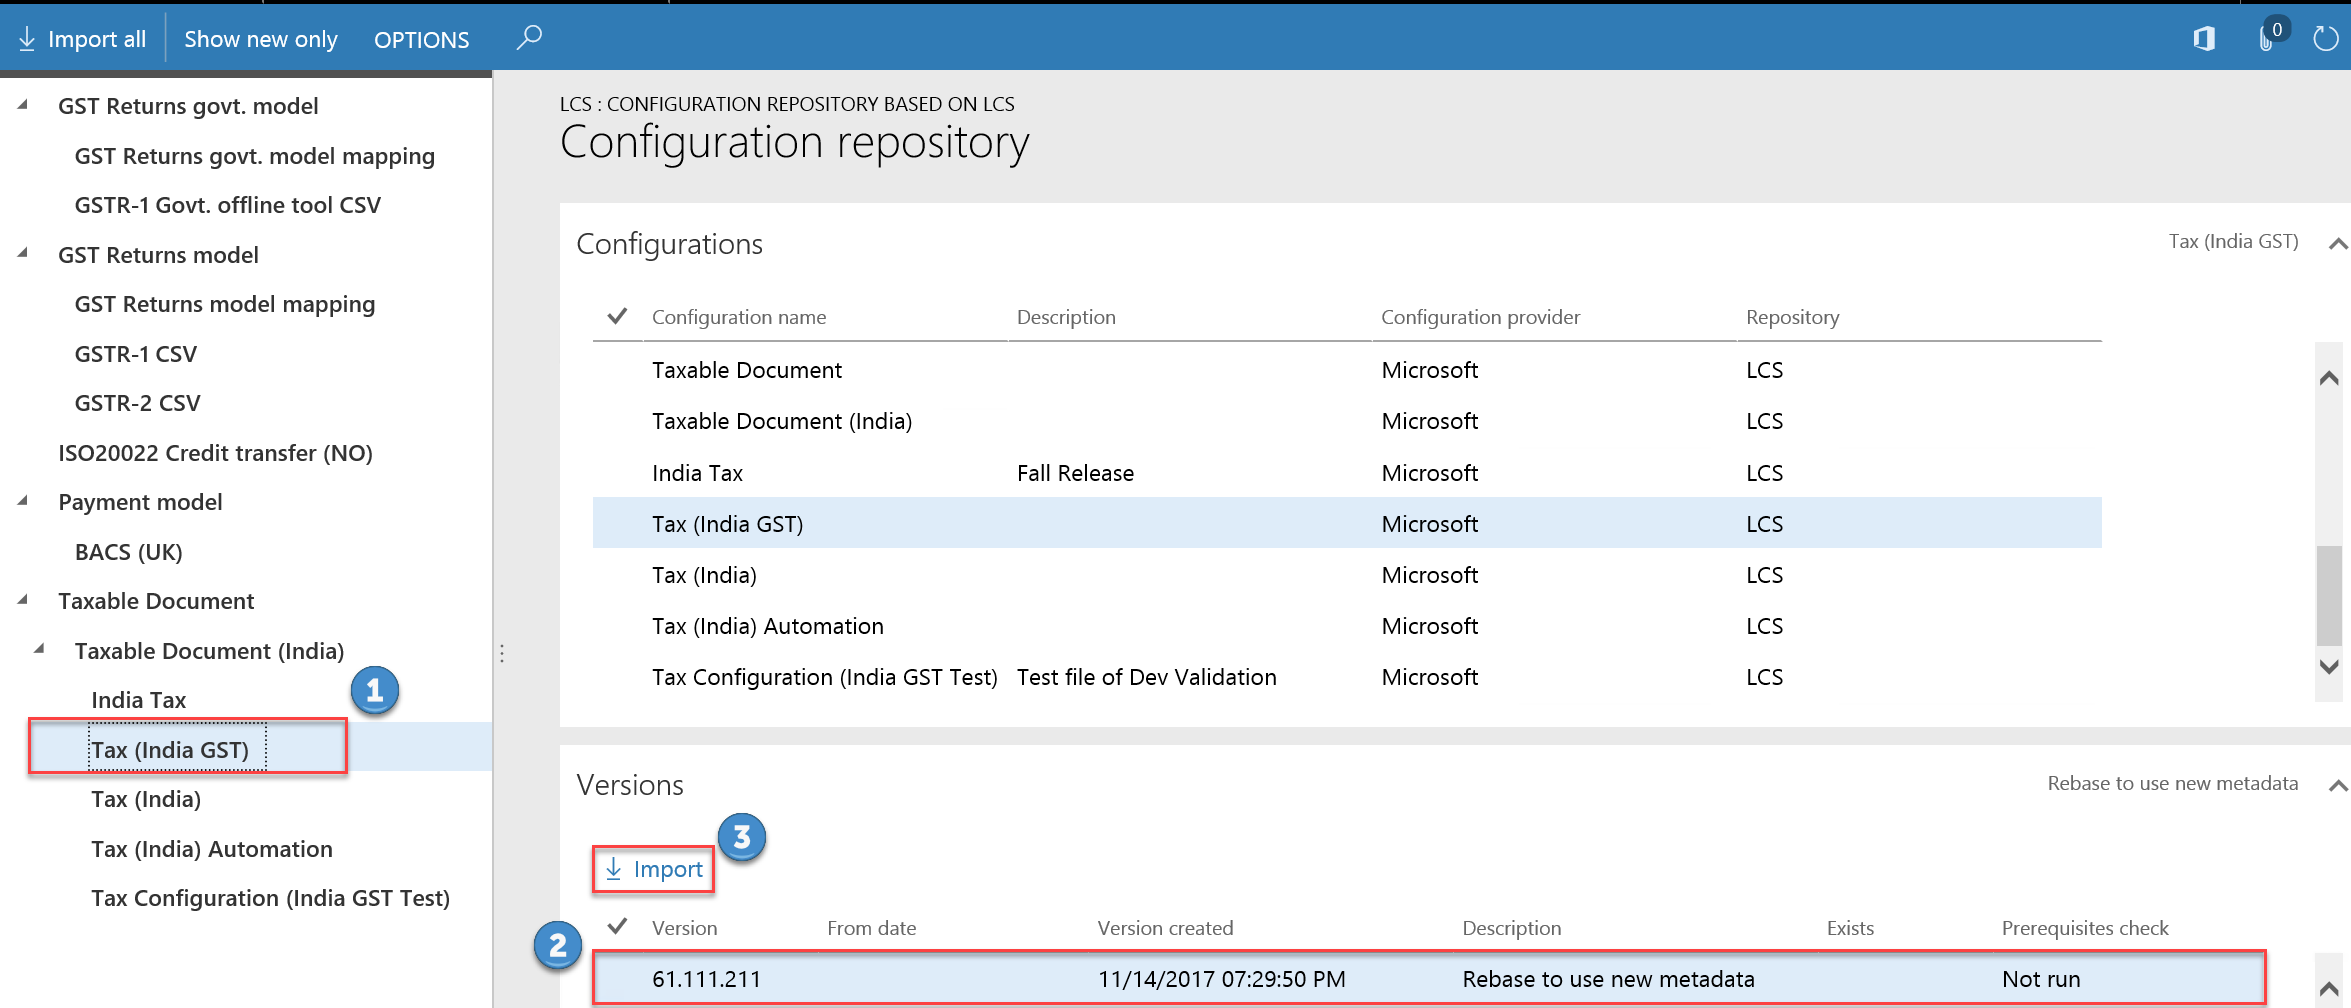 Import all
Show new only
OPTIONS
0
GST Returns govt. model
GST Returns govt. model mapping
GSTR-1 Govt. offline tool CSV
GST Returns model
GST Returns model mapping
GSTR-1 CSV
GSTR-2 CSV
ISO20022 Credit transfer (NO)
Payment model
BACS (UK)
Taxable Document
Taxable Document (India)
India Tax
1
Tax (India GST)
Tax (India)
Tax (India) Automation
Tax Configuration (India GST Test)
LCS : CONFIGURATION REPOSITORY BASED ON LCS
Configuration repository
Configurations
Tax (India GST)
Configuration name Description Configuration provider Repository
Taxable Document Microsoft LCS
Taxable Document (India) Microsoft LCS
India Tax Fall Release Microsoft LCS
Tax (India GST) Microsoft LCS
Tax (India) Microsoft LCS
Tax (India) Automation Microsoft LCS
Tax Configuration (India GST Test) Test file of Dev Validation Microsoft LCS
Versions
Rebase to use new metadata
3
Import
Version From date Version created Description Exists Prerequisites check
2
61.111.211 11/14/2017 07:29:50 PM Rebase to use new metadata Not run